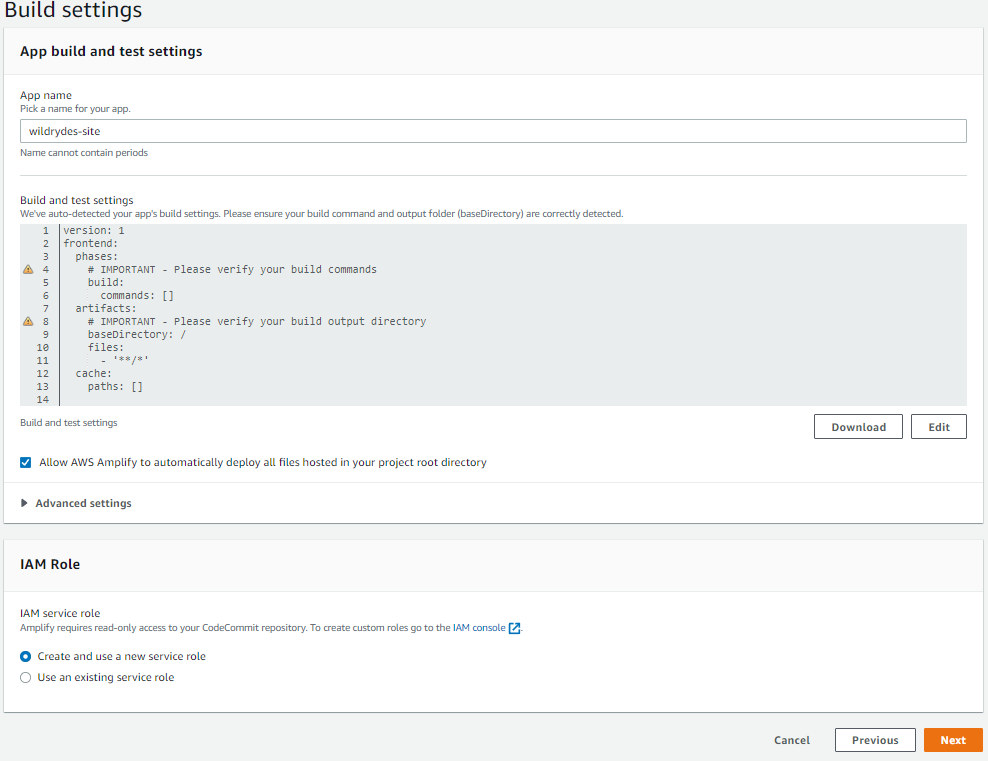 Build settings
App build and test settings
App name
Pick a name for your app.
wildrydes-site
Name cannot contain periods
Build and test settings
We've auto-detected your app's build settings. Please ensure your build command and output folder (baseDirectory) are correctly detected.
1 version: 1
2 frontend:
3   phases:
4     # IMPORTANT - Please verify your build commands
5     build:
6       commands: []
7   artifacts:
8     # IMPORTANT - Please verify your build output directory
9     baseDirectory: /
10     files:
11       - '**/*'
12   cache:
13     paths: []
14
Build and test settings
Download Edit
Allow AWS Amplify to automatically deploy all files hosted in your project root directory
Advanced settings
IAM Role
IAM service role
Amplify requires read-only access to your CodeCommit repository. To create custom roles go to the IAM console.
Create and use a new service role
Use an existing service role
Cancel Previous Next